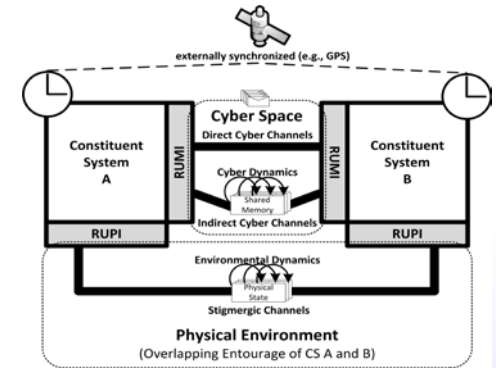 externally synchronized (e.g., GPS)
Cyber Space
Direct Cyber Channels
Constituent
System
A
RUMI
Cyber Dynamics
Shared
Memory
Indirect Cyber Channels
RUMI
Constituent
System
B
RUPI
RUPI
Environmental Dynamics
Physical
State
Stigmergic Channels
Physical Environment
(Overlapping Entourage of CS A and B)